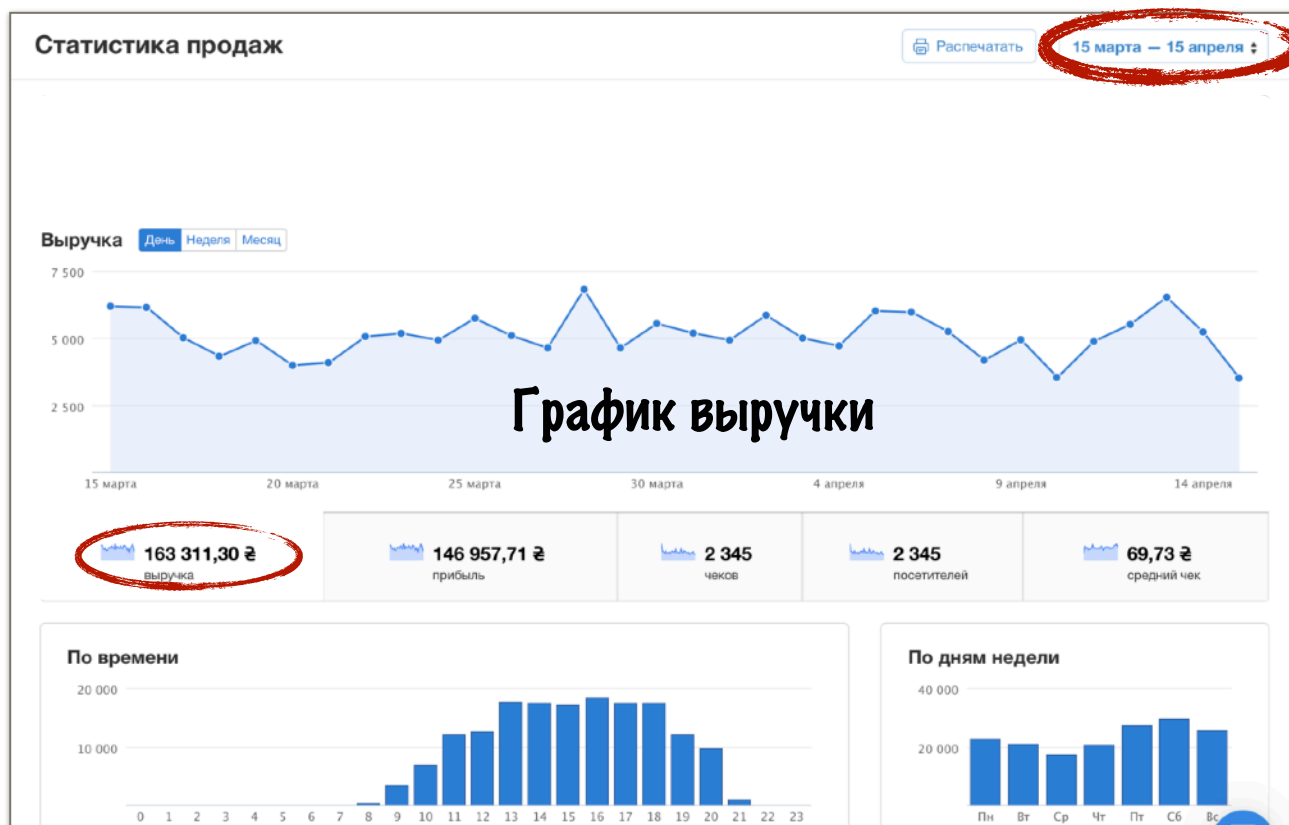 Статистика продаж
Распечатать
15 марта — 15 апреля
Выручка День Неделя Месяц
7 500
5 000
2 500
График выручки
15 марта 20 марта 25 марта 30 марта 4 апреля 9 апреля 14 апреля
163 311,30 ₴ 146 957,71 ₴ 2 345 2 345 69,73 ₴
выручка прибыль чеков посетителей средний чек
По времени
20 000
10 000
0 1 2 3 4 5 6 7 8 9 10 11 12 13 14 15 16 17 18 19 20 21 22 23
По дням недели
40 000
20 000
Пн Вт Ср Чт Пт Сб Вс